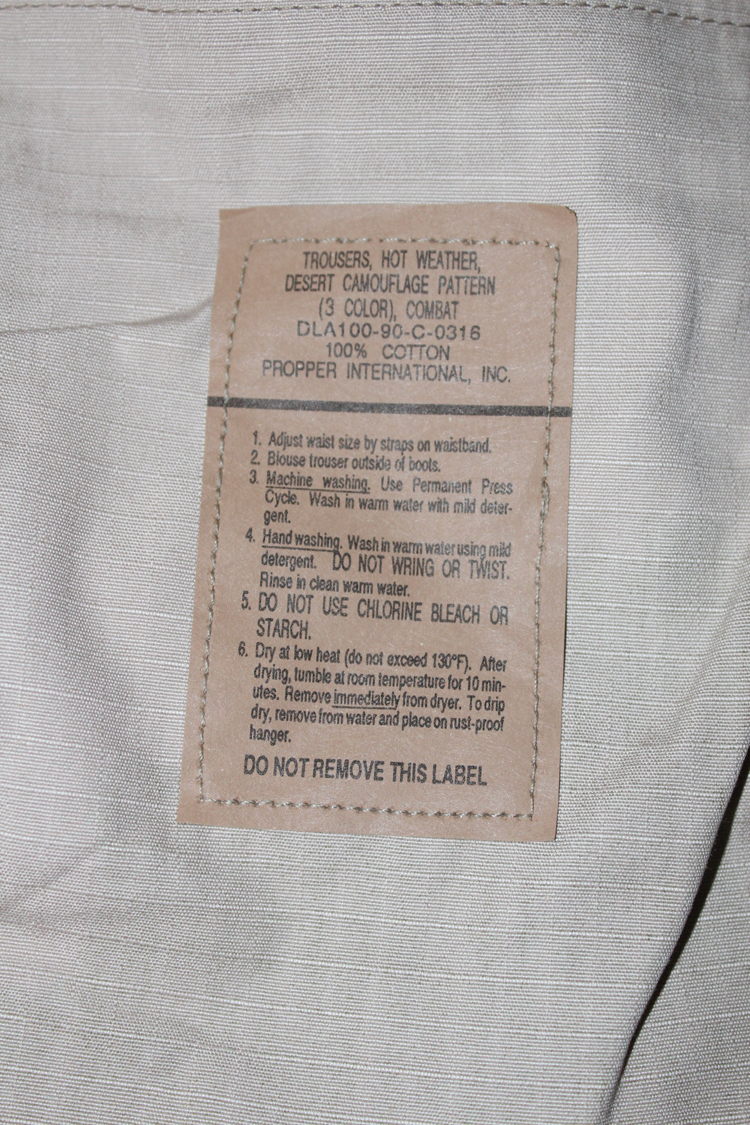 TROUSERS, HOT WEATHER,
DESERT CAMOUFLAGE PATTERN
(3 COLOR), COMBAT
DLA100-90-C-0316
100% COTTON
PROPPER INTERNATIONAL, INC.
1. Adjust waist size by straps on waistband.
2. Blouse trouser outside of boots.
3. Machine washing. Use Permanent Press
Cycle. Wash in warm water with mild deter-
gent.
4. Hand washing. Wash in warm water using mild
detergent. DO NOT WRING OR TWIST.
Rinse in clean warm water.
5. DO NOT USE CHLORINE BLEACH OR
STARCH.
6. Dry at low heat (do not exceed 130°F). After
drying, tumble at room temperature for 10 min-
utes. Remove immediately from dryer. To drip
dry, remove from water and place on rust-proof
hanger.
DO NOT REMOVE THIS LABEL